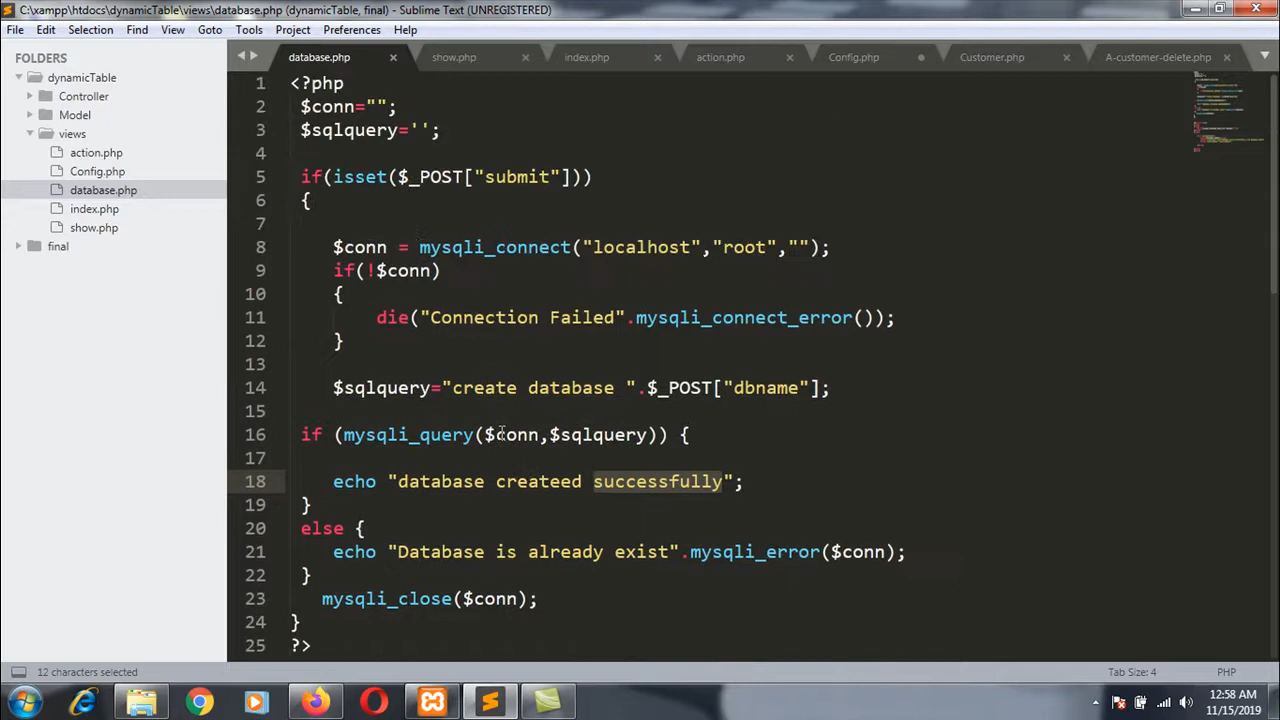 C:\xampp\htdocs\dynamicTable\views\database.php (dynamicTable, final) - Sublime Text (UNREGISTERED)
File Edit Selection Find View Goto Tools Project Preferences Help
FOLDERS
dynamicTable
Controller
Model
views
action.php
Config.php
database.php
index.php
show.php
final
database.php show.php index.php action.php Config.php Customer.php A-customer-delete.php
1 <?php
2 $conn="";
3 $sqlquery='';
4
5 if(isset($_POST["submit"]))
6 {
7
8 $conn = mysqli_connect("localhost","root","");
9 if(!$conn)
10 {
11 die("Connection Failed".mysqli_connect_error());
12 }
13
14 $sqlquery="create database ".$_POST["dbname"];
15
16 if (mysqli_query($conn,$sqlquery)) {
17
18 echo "database createed successfully";
19 }
20 else {
21 echo "Database is already exist".mysqli_error($conn);
22 }
23 mysqli_close($conn);
24 }
25 ?>
12 characters selected Tab Size: 4 PHP
12:58 AM
11/15/2019